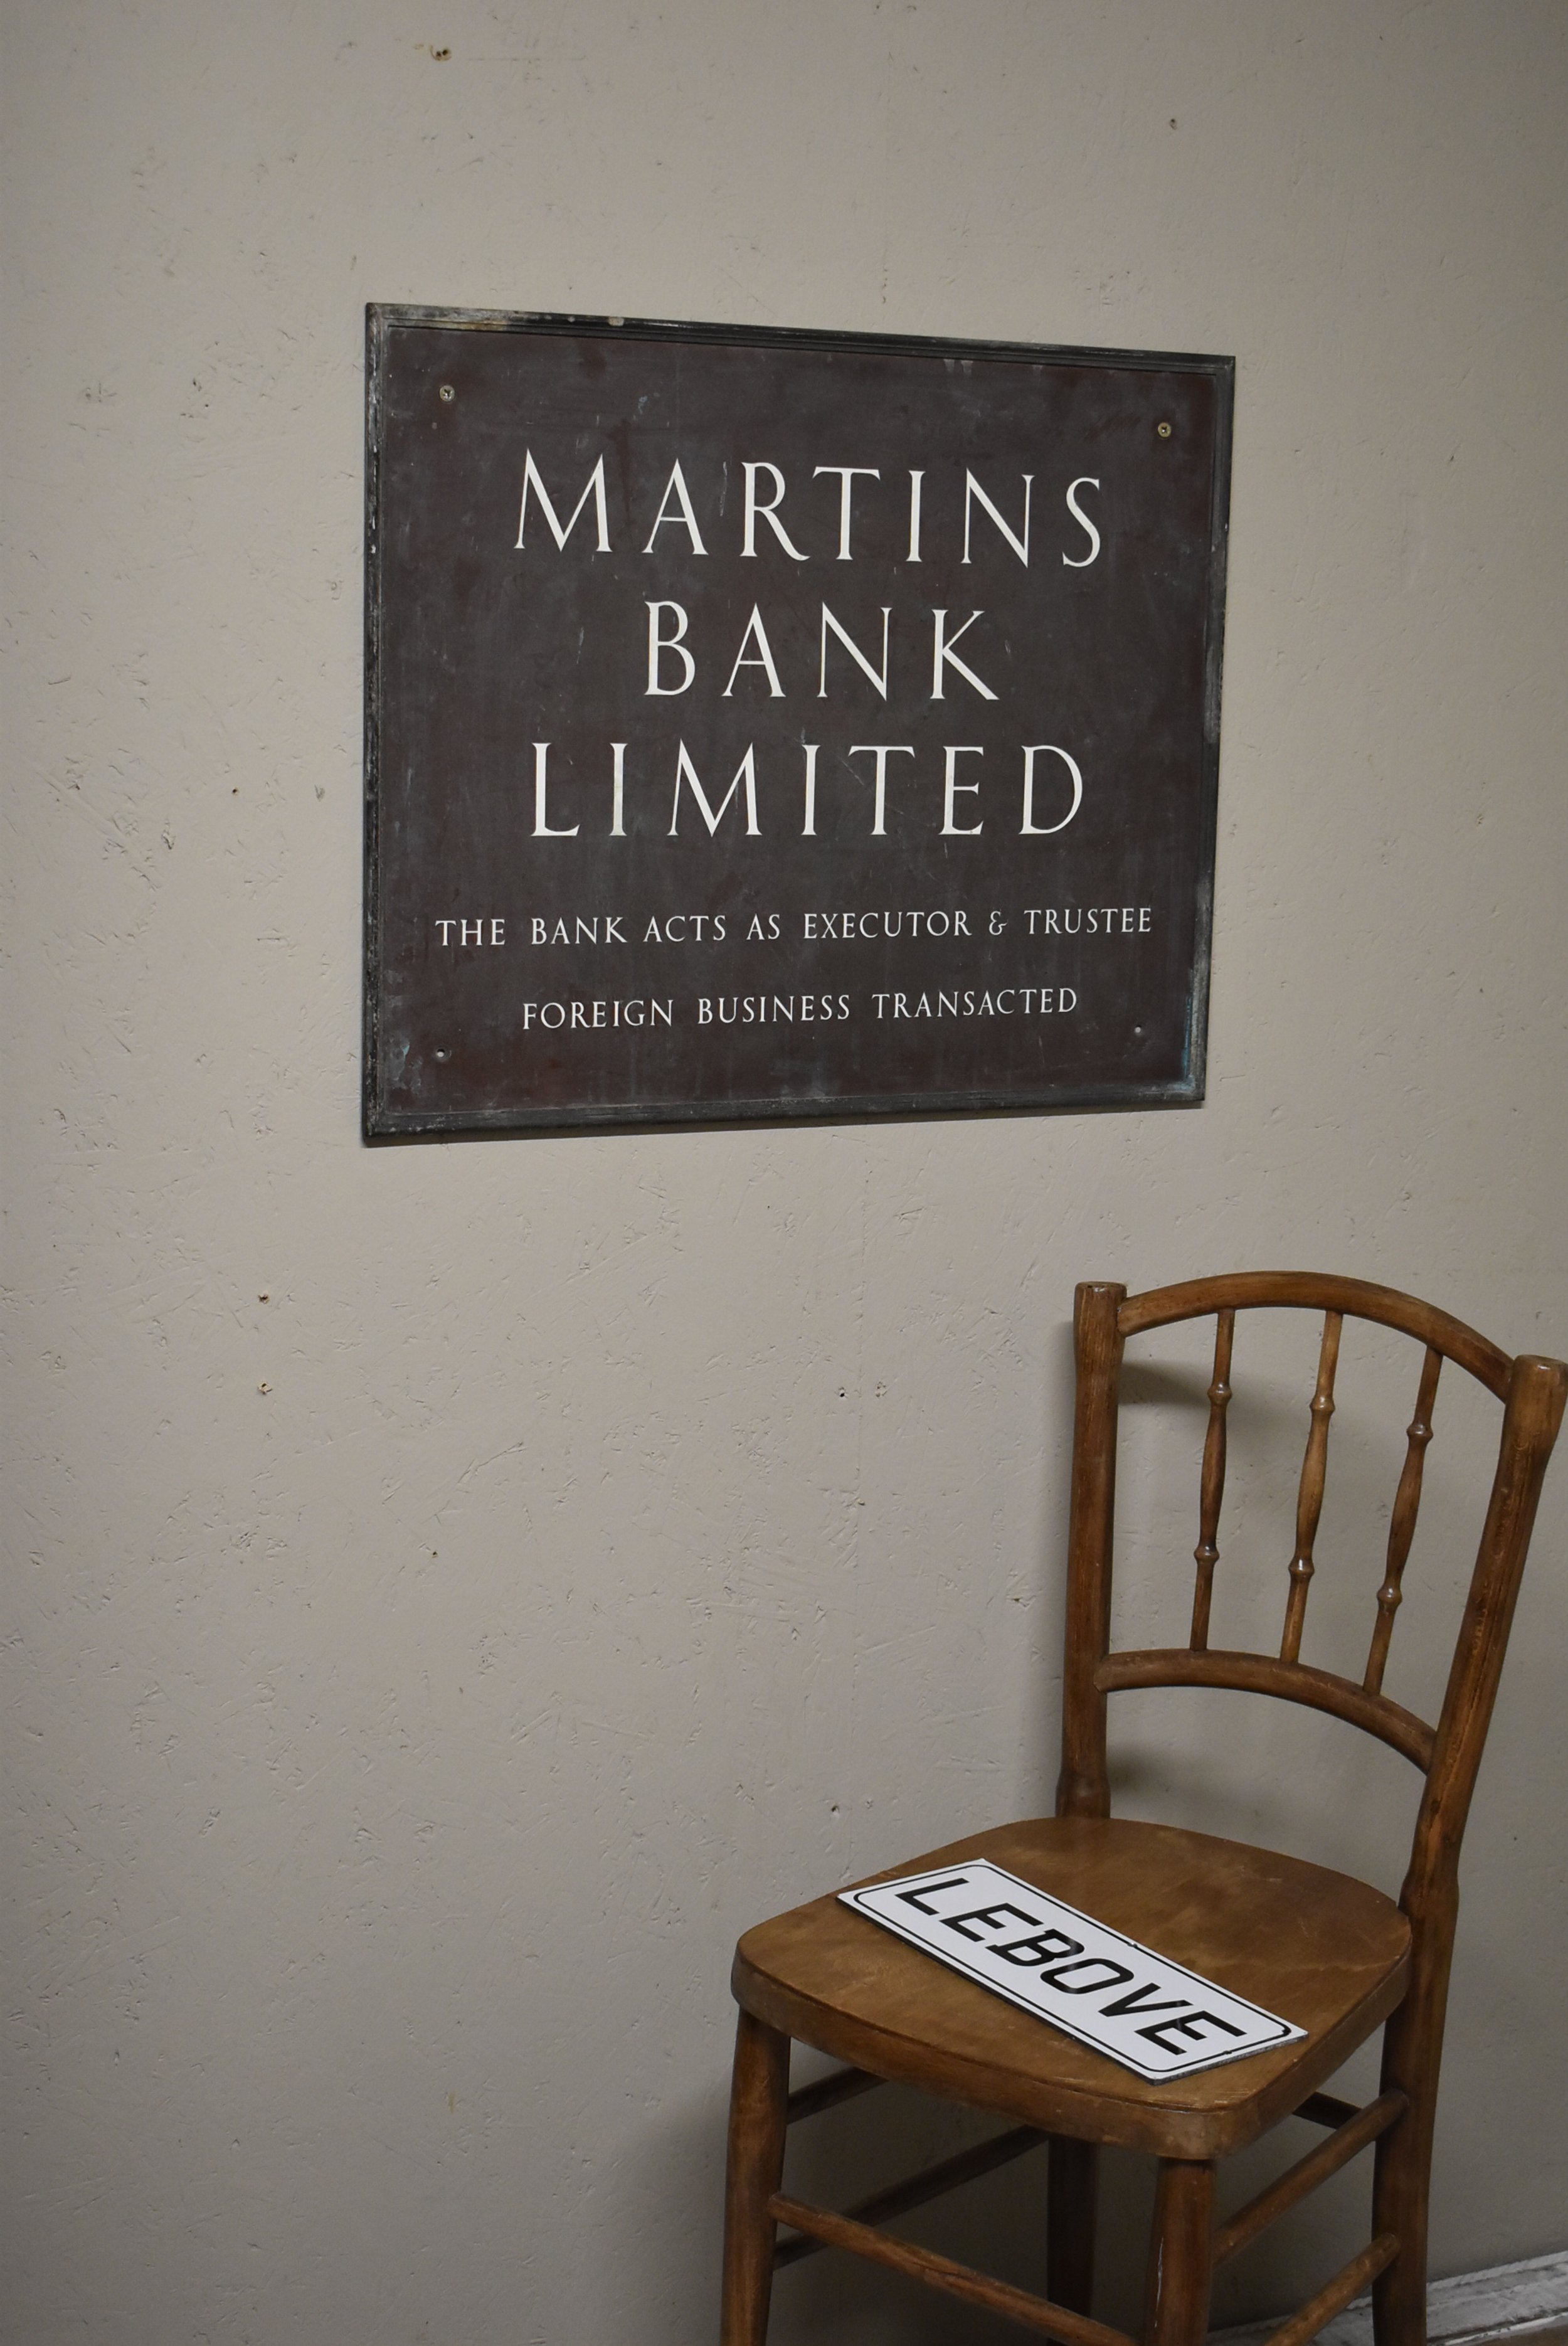 MARTINS
BANK
LIMITED
THE BANK ACTS AS EXECUTOR & TRUSTEE
FOREIGN BUSINESS TRANSACTED
LEBOVE